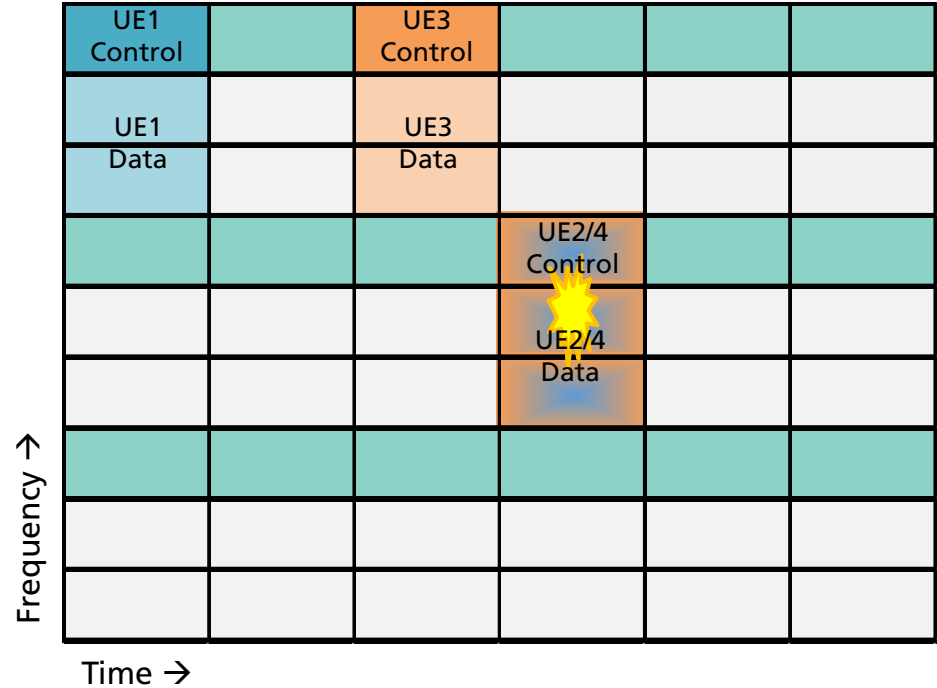 UE1
Control
UE3
Control
UE1
Data
UE3
Data
UE2/4
Control
UE2/4
Data
Frequency →
Time →